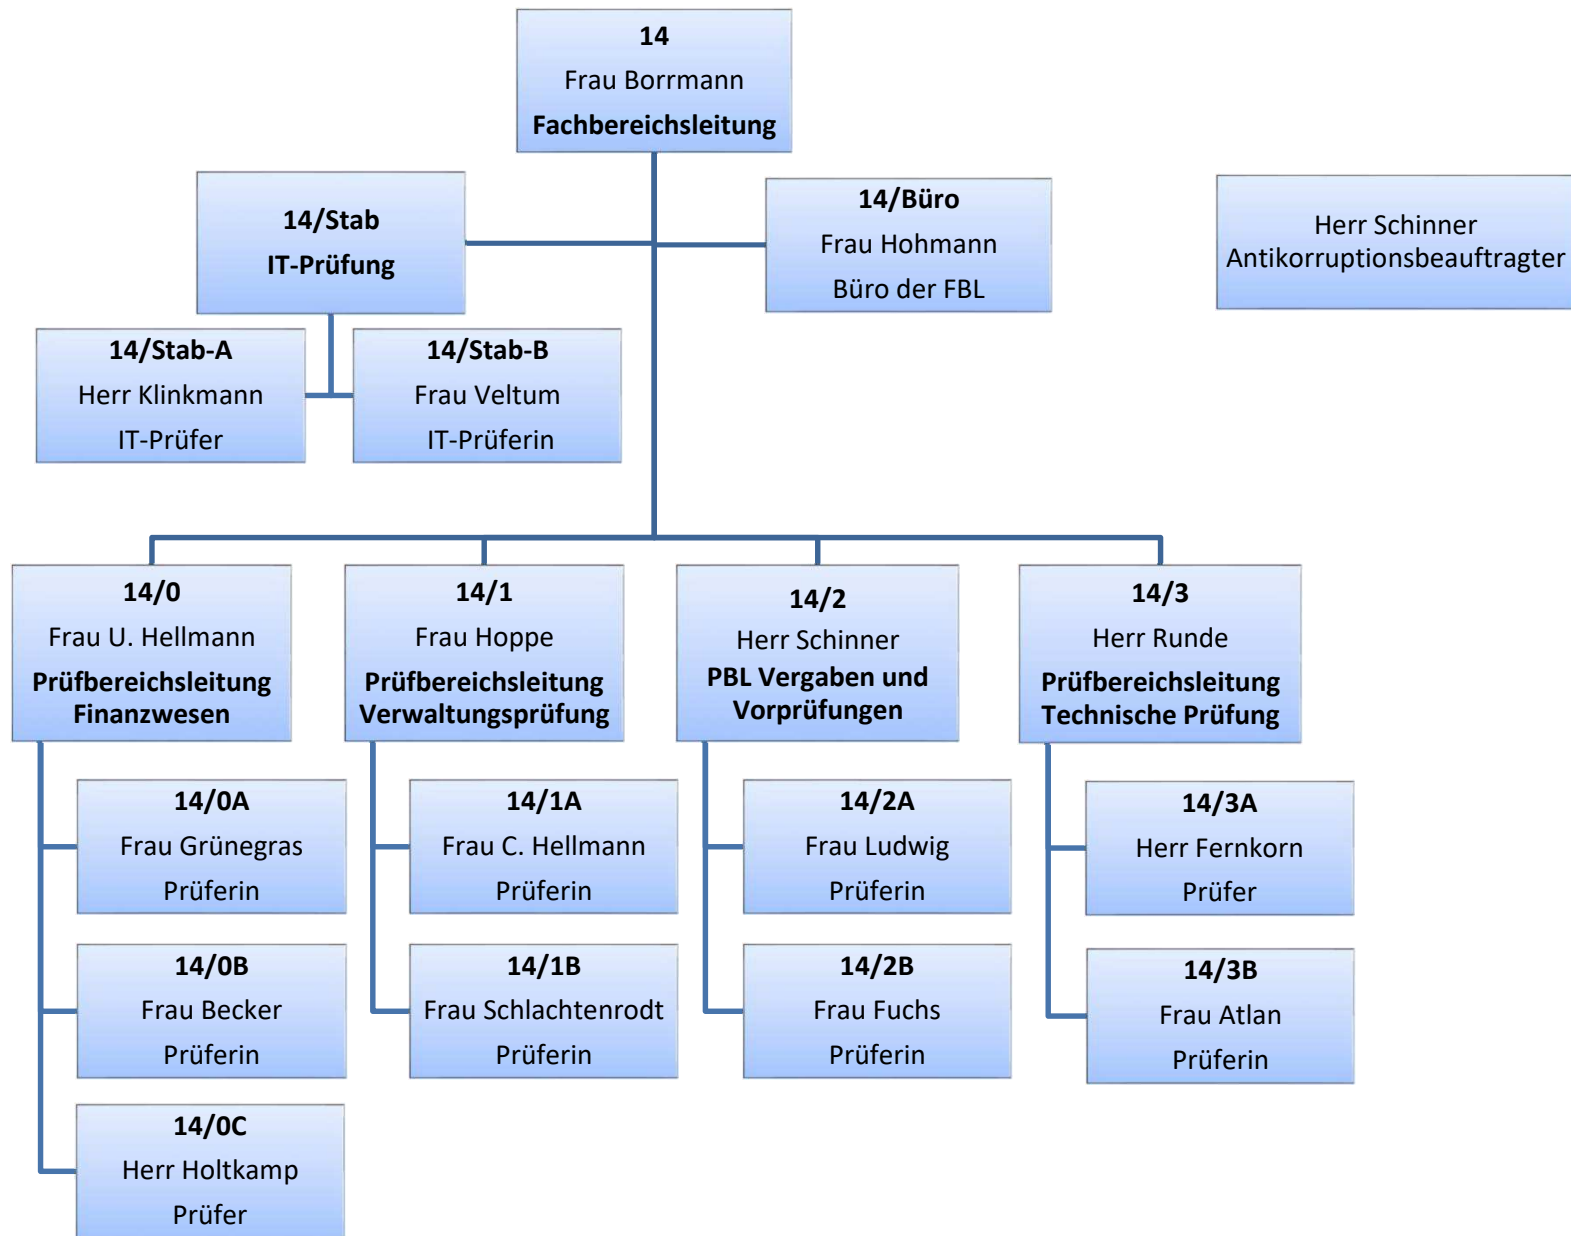 14
Frau Borrmann
Fachbereichsleitung
14/Stab
IT-Prüfung
14/Büro
Frau Hohmann
Büro der FBL
Herr Schinner
Antikorruptionsbeauftragter
14/Stab-A
Herr Klinkmann
IT-Prüfer
14/Stab-B
Frau Veltum
IT-Prüferin
14/0
Frau U. Hellmann
Prüfbereichsleitung
Finanzwesen
14/1
Frau Hoppe
Prüfbereichsleitung
Verwaltungsprüfung
14/2
Herr Schinner
PBL Vergaben und
Vorprüfungen
14/3
Herr Runde
Prüfbereichsleitung
Technische Prüfung
14/0A
Frau Grünegras
Prüferin
14/1A
Frau C. Hellmann
Prüferin
14/2A
Frau Ludwig
Prüferin
14/3A
Herr Fernkorn
Prüfer
14/0B
Frau Becker
Prüferin
14/1B
Frau Schlachtenrodt
Prüferin
14/2B
Frau Fuchs
Prüferin
14/3B
Frau Atlan
Prüferin
14/0C
Herr Holtkamp
Prüfer